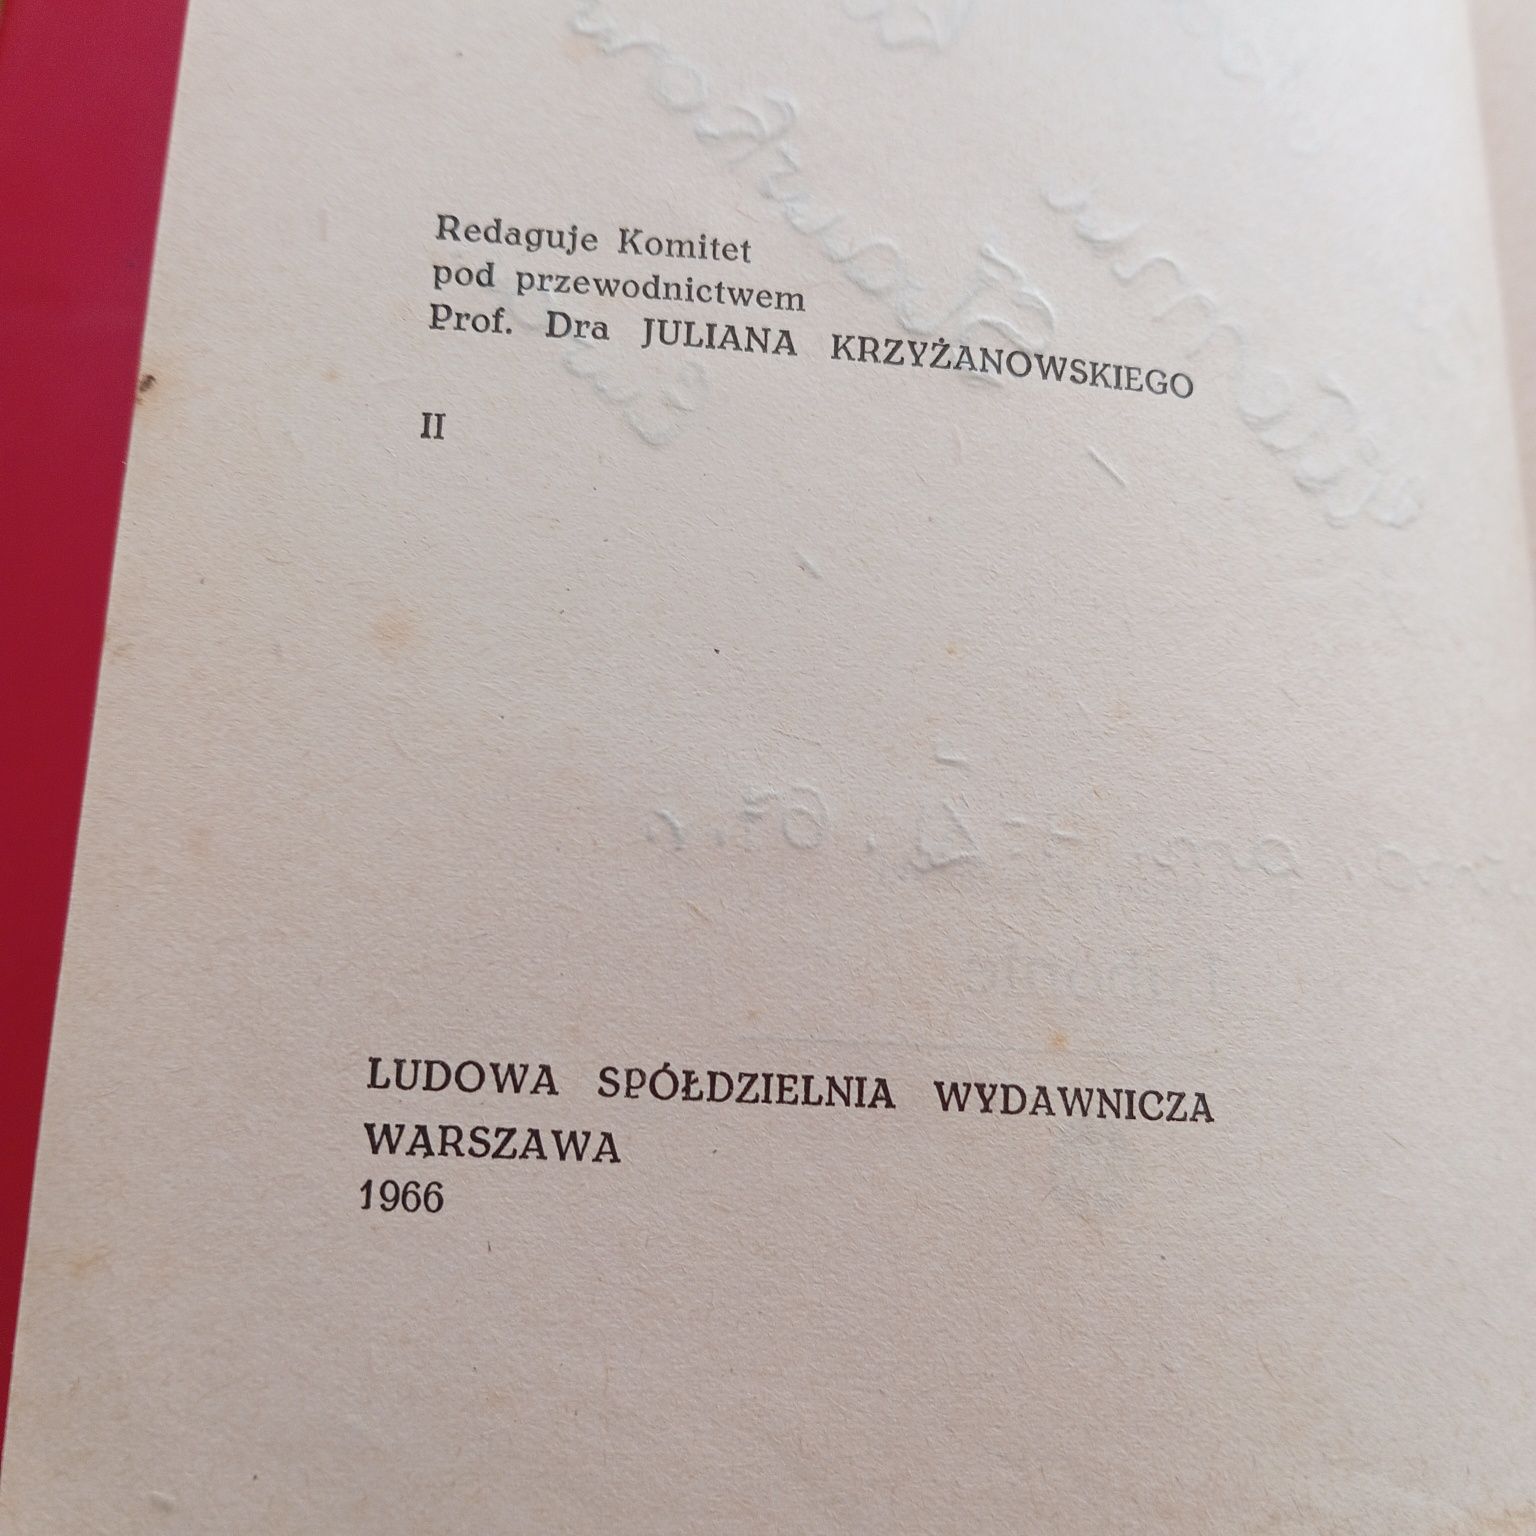 Redaguje Komitet
pod przewodnictwem
Prof. Dra JULIANA KRZYŻANOWSKIEGO
II
LUDOWA SPÓŁDZIELNIA WYDAWNICZA
WARSZAWA
1966